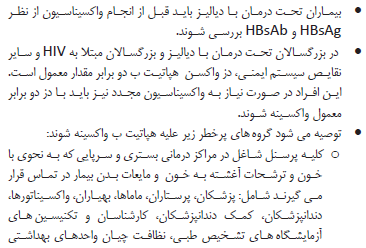 • بیماران تحت درمان با دیالیز باید قبل از انجام واکسیناسیون از نظر
HBsAg و HBsAb بررسی شوند.
• در بزرگسالان تحت درمان با دیالیز و بزرگسالان مبتلا به HIV و سایر
نقایص سیستم ایمنی، دز واکسن هپاتیت ب دو برابر مقدار معمول است.
این افراد در صورت نیاز به واکسیناسیون مجدد نیز باید با دز دو برابر
معمول واکسینه شوند.
• توصیه می شود گروه های پرخطر زیر علیه هپاتیت ب واکسینه شوند:
○ کلیه پرسنل شاغل در مراکز درمانی بستری و سرپایی که به نحوی با
خون و ترشحات آغشته به خون و مایعات بدن بیمار در تماس قرار
می گیرند شامل: پزشکان، پرستاران، ماماها، بهیاران، واکسیناتورها،
دندانپزشکان، کمک دندانپزشکان، کارشناسان و تکنیسین های
آزمایشگاه های تشخیص طبی، نظافت چیان واحدهای بهداشتی